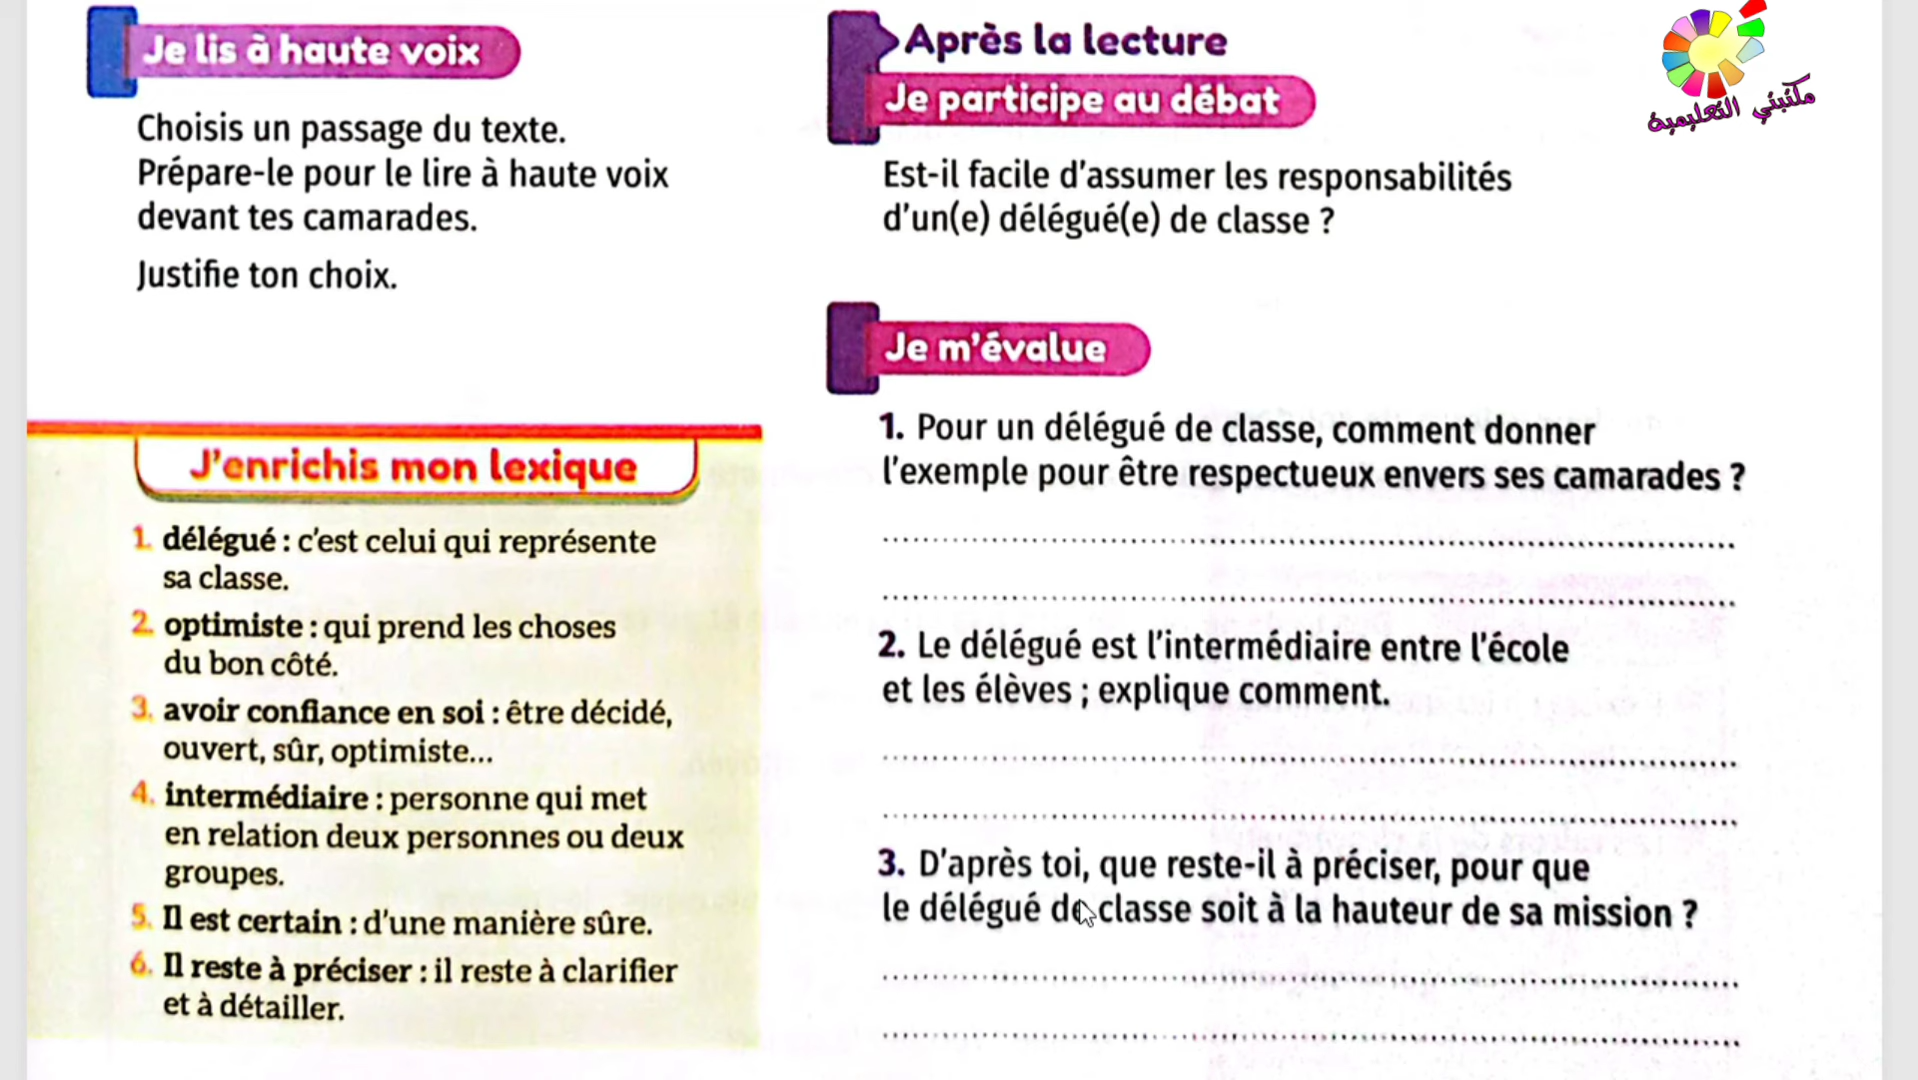 Je lis à haute voix
Choisis un passage du texte.
Prépare-le pour le lire à haute voix
devant tes camarades.
Justifie ton choix.
J'enrichis mon lexique
1. délégué : c'est celui qui représente
sa classe.
2. optimiste : qui prend les choses
du bon côté.
3. avoir confiance en soi : être décidé,
ouvert, sûr, optimiste...
4. intermédiaire : personne qui met
en relation deux personnes ou deux
groupes.
5. Il est certain : d'une manière sûre.
6. Il reste à préciser : il reste à clarifier
et à détailler.
Après la lecture
Je participe au débat
Est-il facile d'assumer les responsabilités
d'un(e) délégué(e) de classe ?
Je m'évalue
1. Pour un délégué de classe, comment donner
l'exemple pour être respectueux envers ses camarades ?
2. Le délégué est l'intermédiaire entre l'école
et les élèves ; explique comment.
3. D'après toi, que reste-il à préciser, pour que
le délégué de classe soit à la hauteur de sa mission ?
مكتبتي التعليمية